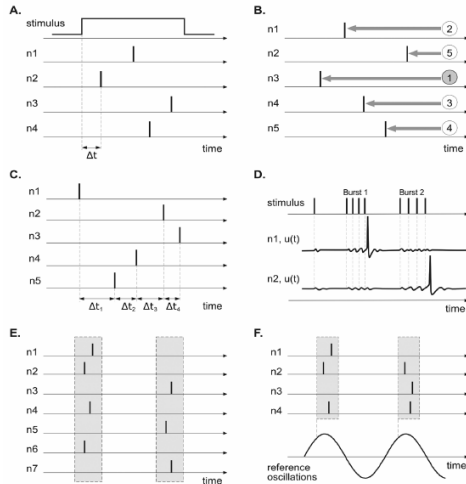 A.
stimulus
n1
n2
n3
n4
Δt
time
B.
n1
2
n2
5
n3
1
n4
3
n5
4
time
C.
n1
n2
n3
n4
n5
Δt₁ Δt₂ Δt₃ Δt₄
time
D.
Burst 1 Burst 2
stimulus
n1, u(t)
n2, u(t)
time
E.
n1
n2
n3
n4
n5
n6
n7
time
F.
n1
n2
n3
n4
time
reference
oscillations